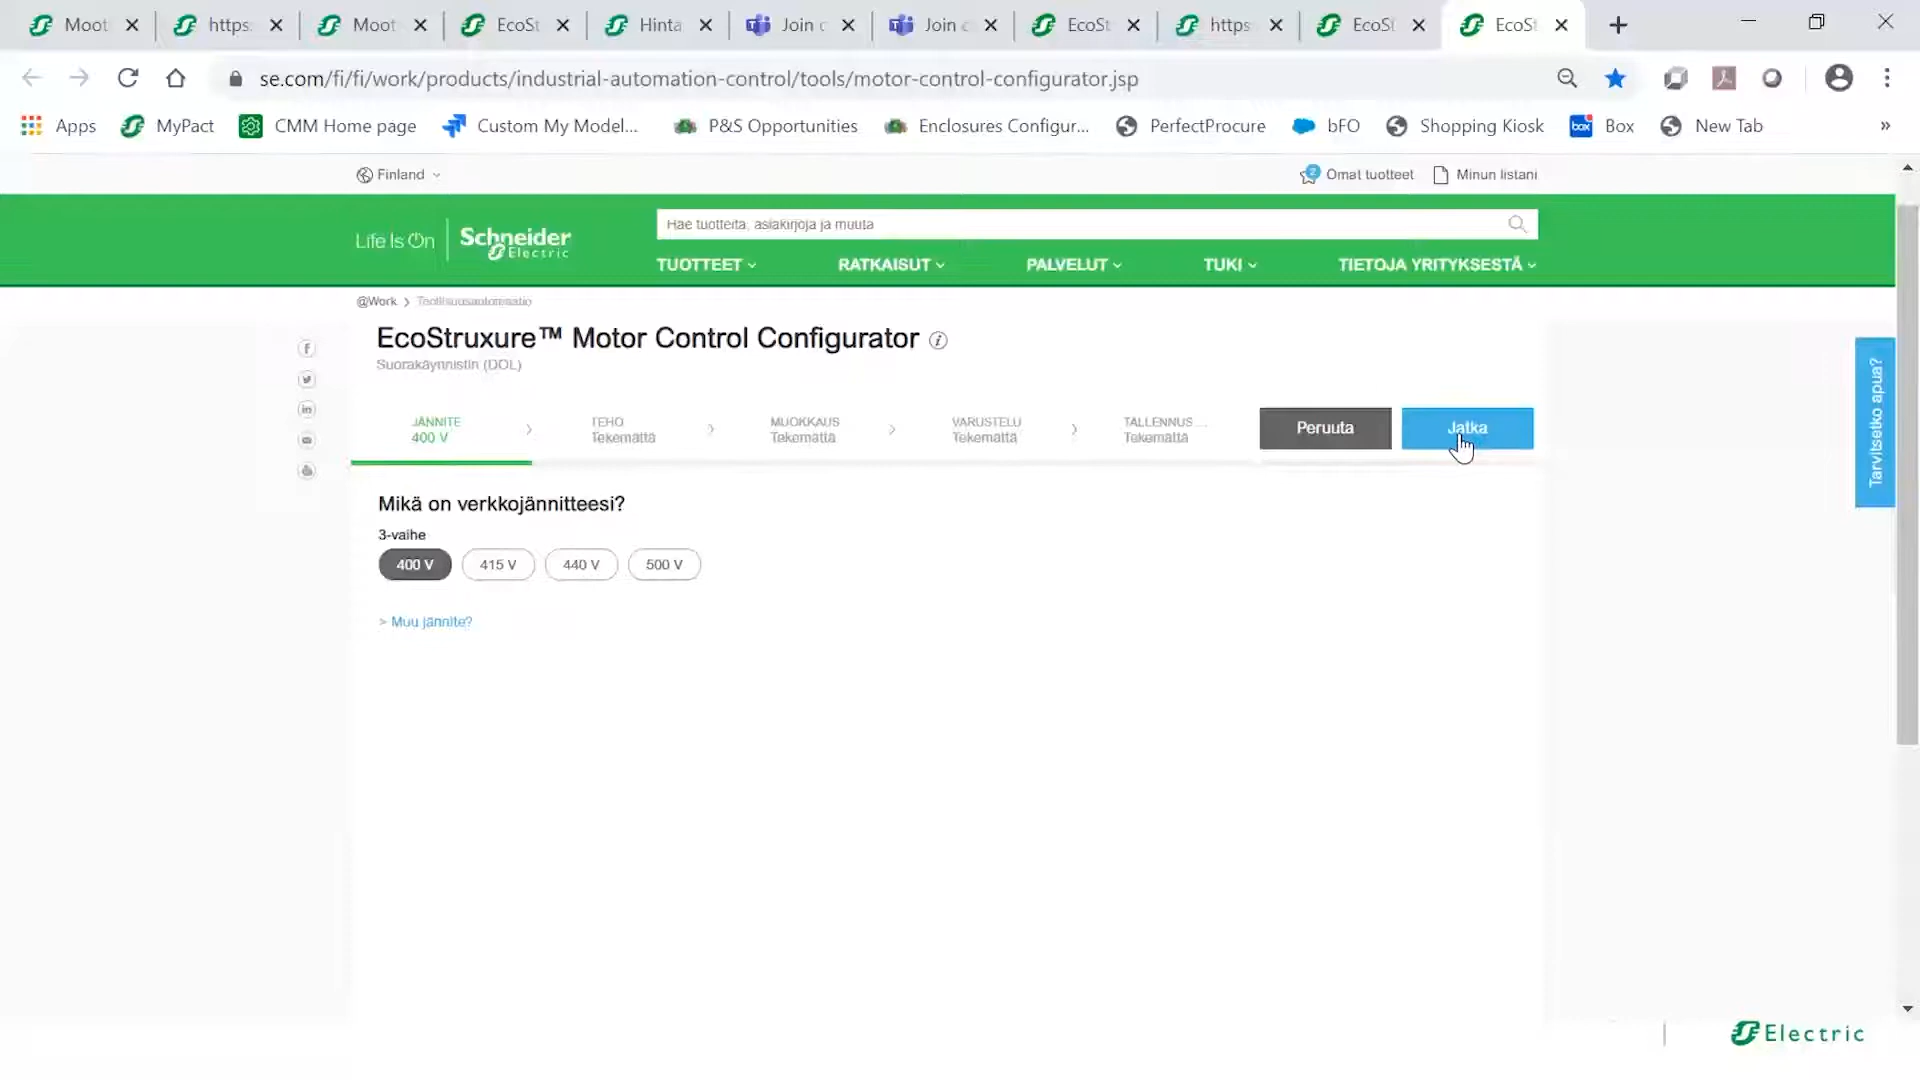 Moot
https:
Moot
EcoSt
Hinta
Join c
Join c
EcoSt
https:
EcoSt
EcoSt
se.com/fi/fi/work/products/industrial-automation-control/tools/motor-control-configurator.jsp
Apps MyPact CMM Home page Custom My Model... P&S Opportunities Enclosures Configur... PerfectProcure bFO Shopping Kiosk box Box New Tab »
Finland
2 Omat tuotteet Minun listani
Life Is On Schneider Electric
Hae tuotteita, asiakirjoja ja muuta
TUOTTEET RATKAISUT PALVELUT TUKI TIETOJA YRITYKSESTÄ
@Work Teollisuusautomaatio
EcoStruxure™ Motor Control Configurator
Suorakäynnistin (DOL)
JÄNNITE
400 V
TEHO
Tekemättä
MUOKKAUS
Tekemättä
VARUSTELU
Tekemättä
TALLENNUS ...
Tekemättä
Peruuta
Jatka
Tarvitsetko apua?
Mikä on verkkojännitteesi?
3-vaihe
400 V 415 V 440 V 500 V
> Muu jännite?
Electric